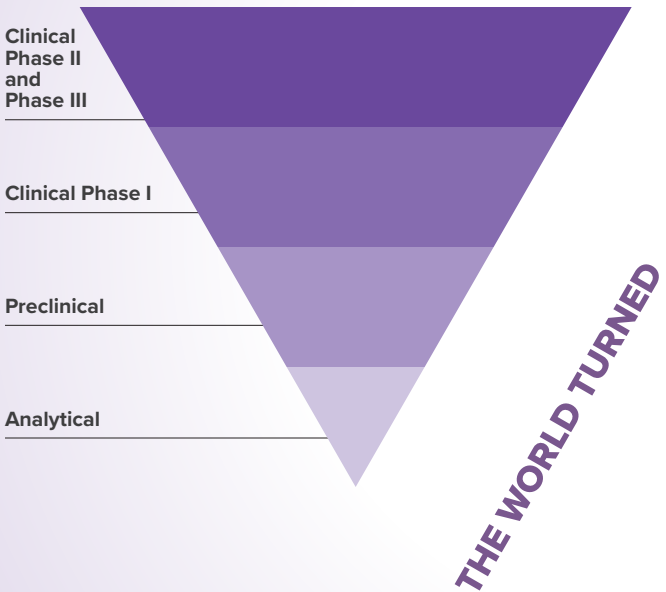 Clinical
Phase II
and
Phase III
Clinical Phase I
Preclinical
Analytical
THE WORLD TURNED